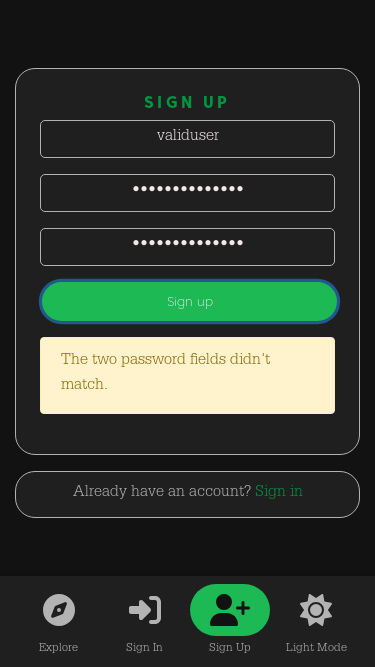 SIGN UP
validuser
••••••••••••••
••••••••••••••
Sign up
The two password fields didn't
match.
Already have an account? Sign in
Explore
Sign In
Sign Up
Light Mode